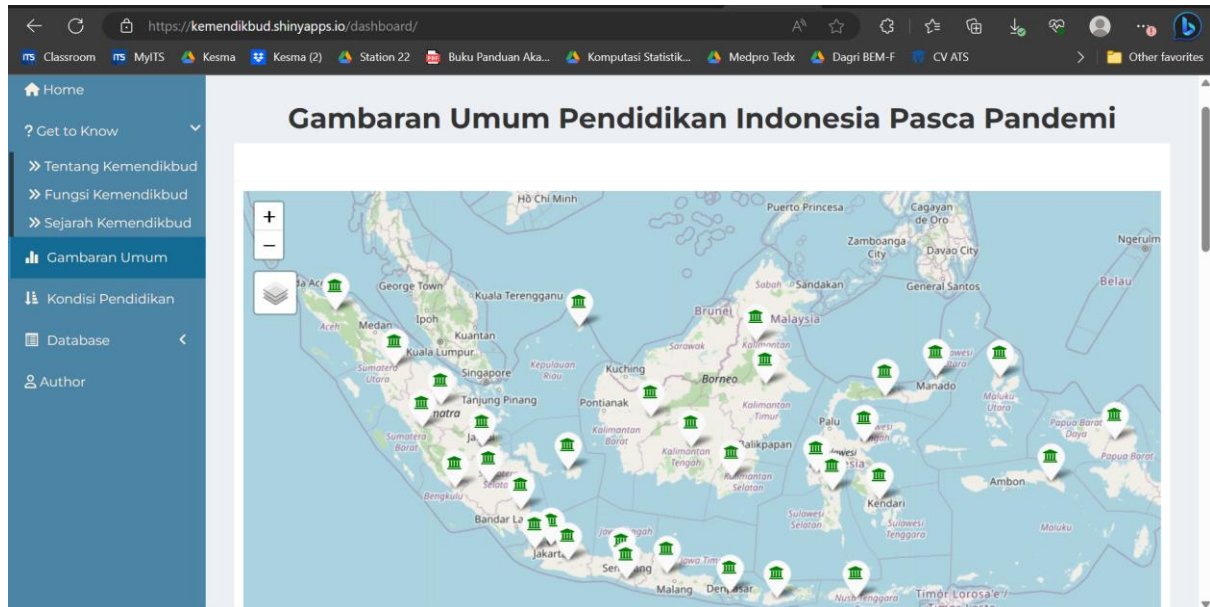 https://kemendikbud.shinyapps.io/dashboard/
ITS Classroom ITS MyITS Kesma Kesma (2) Station 22 PDF Buku Panduan Aka... Komputasi Statistik... Medpro Tedx Dagri BEM-F CV ATS Other favorites
Home
? Get to Know
Tentang Kemendikbud
Fungsi Kemendikbud
Sejarah Kemendikbud
Gambaran Umum
Kondisi Pendidikan
Database
Author
Gambaran Umum Pendidikan Indonesia Pasca Pandemi
+
−
Hồ Chí Minh
Puerto Princesa
Cagayan
de Oro
Zamboanga
City
Davao City
Ngerulm
George Town
Kuala Terengganu
Sabah
Sandakan
General Santos
Belau
Brunei
Malaysia
Aceh
Medan
Ipoh
Kuantan
Kuala Lumpur
Sarawak
Sumatera
Utara
Singapore
Kepulauan
Riau
Kuching
Borneo
Manado
Tanjung Pinang
Pontianak
Kalimantan
Timur
Maluku
Utara
Palu
Papua Barat
Daya
Sumatera
Barat
Kalimantan
Barat
Kalimantan
Tengah
Balikpapan
Papua Barat
Kalimantan
Selatan
Ambon
Bengkulu
Kendari
Bandar La
Sulawesi
Selatan
Sulawesi
Tenggara
Maluku
Jakart
Malang
Timór Lorosa'e /